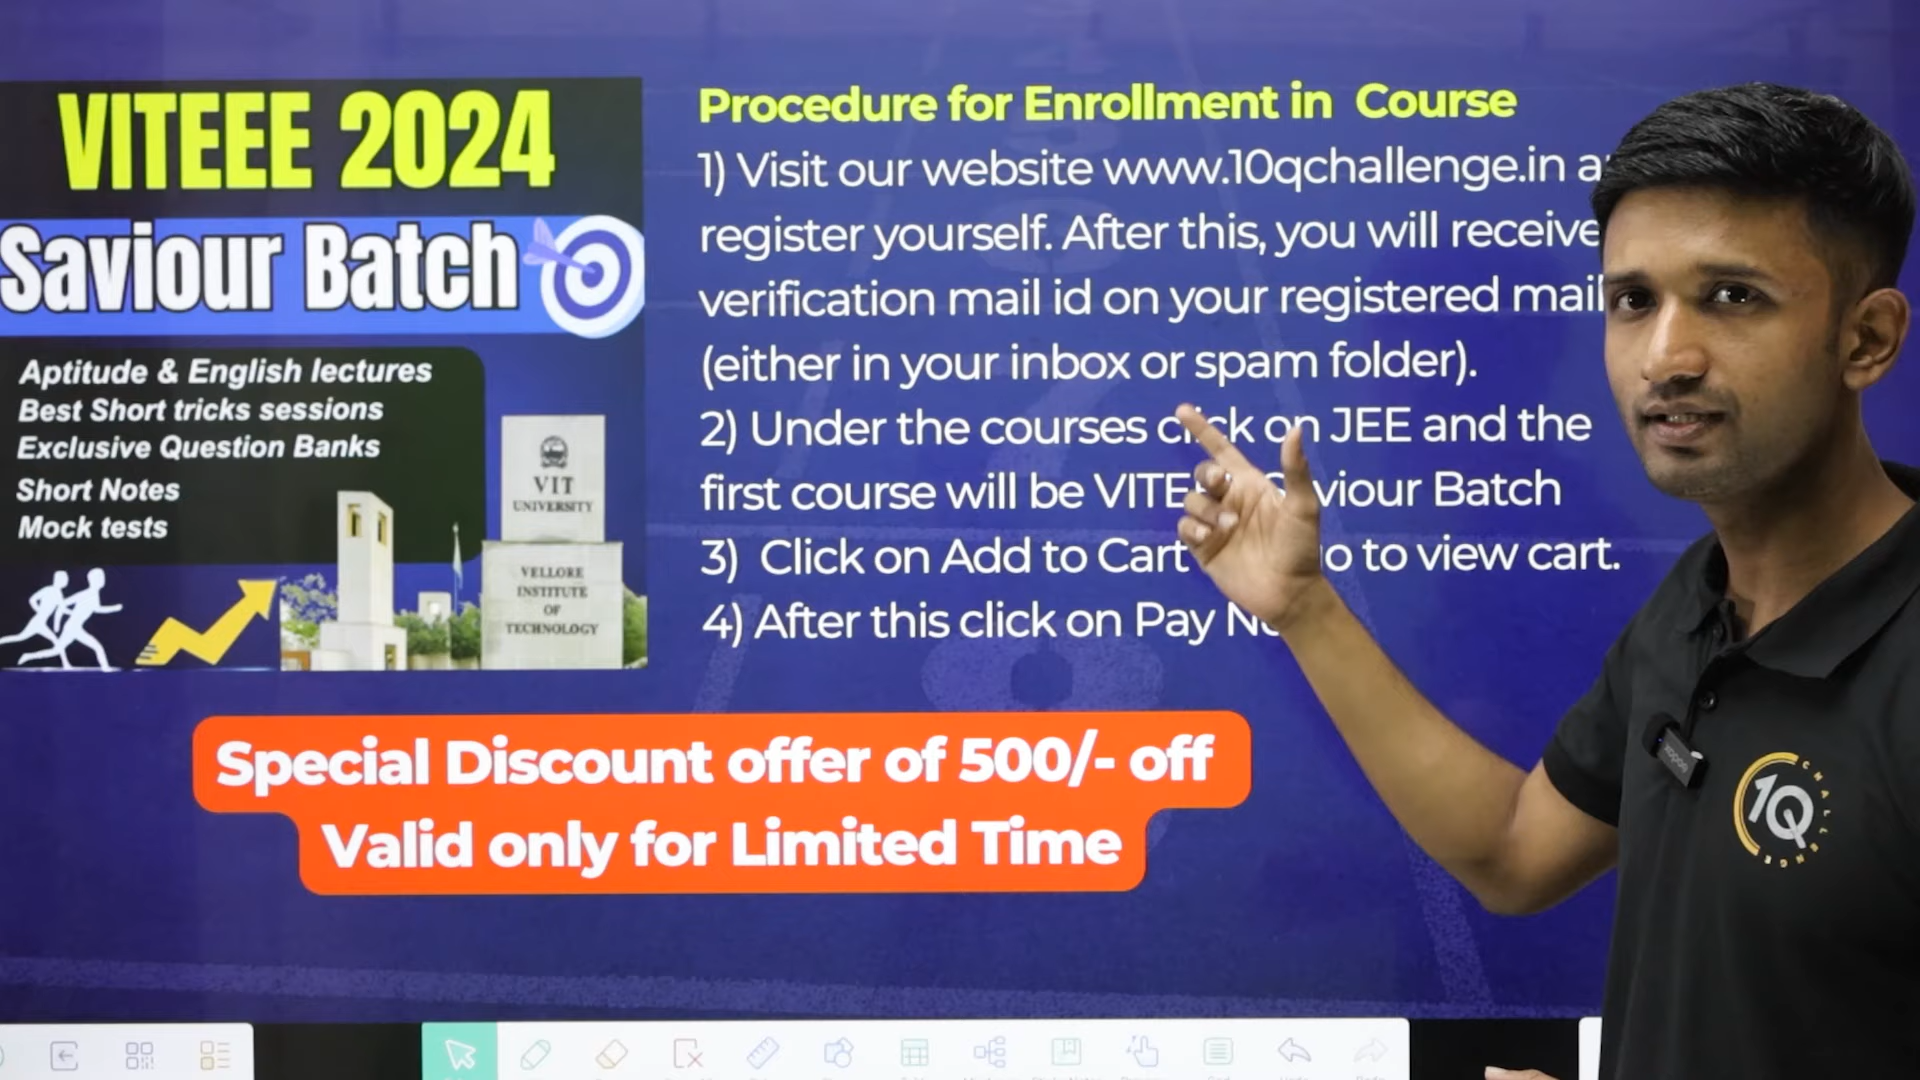 VITEEE 2024
Saviour Batch
Aptitude & English lectures
Best Short tricks sessions
Exclusive Question Banks
Short Notes
Mock tests
VIT
UNIVERSITY
VELLORE
INSTITUTE
OF
TECHNOLOGY
Procedure for Enrollment in Course
1) Visit our website www.10qchallenge.in
register yourself. After this, you will receive
verification mail id on your registered mail
(either in your inbox or spam folder).
2) Under the courses click on JEE and the
first course will be Batch
3) Click on Add to Cart to view cart.
4) After this click on Pay
Special Discount offer of 500/- off
Valid only for Limited Time
1Q
CHALLENGE